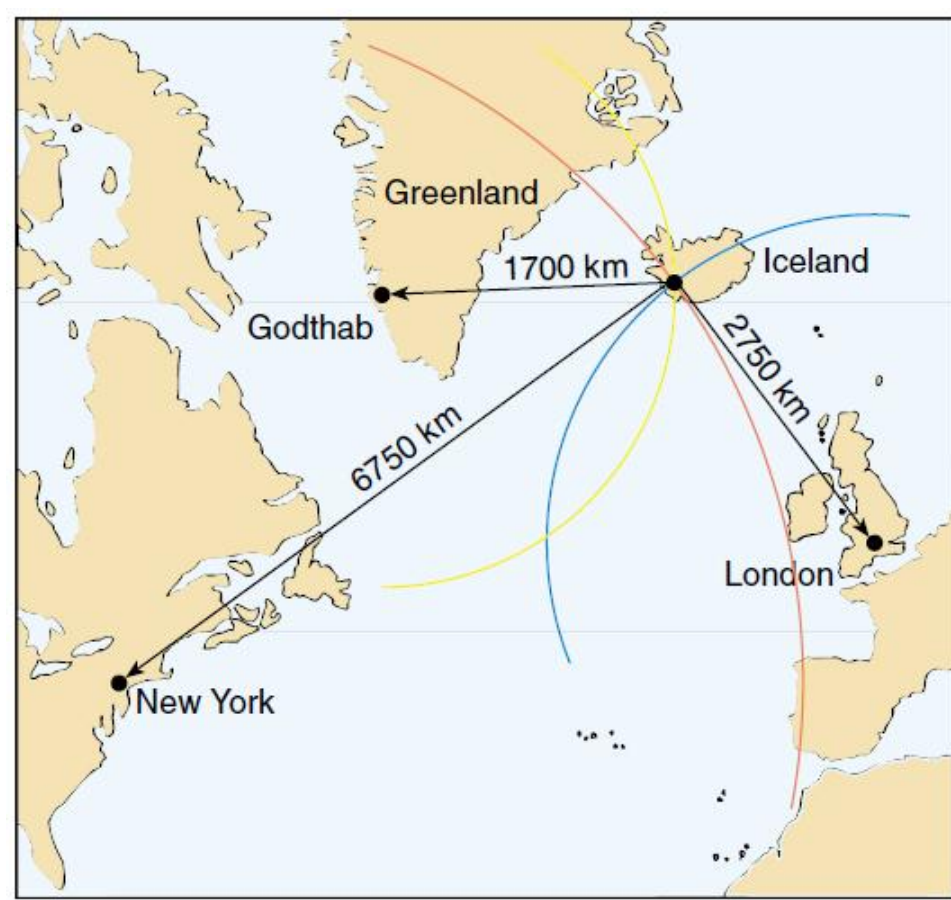 Greenland
1700 km
Iceland
Godthab
2750 km
6750 km
London
New York